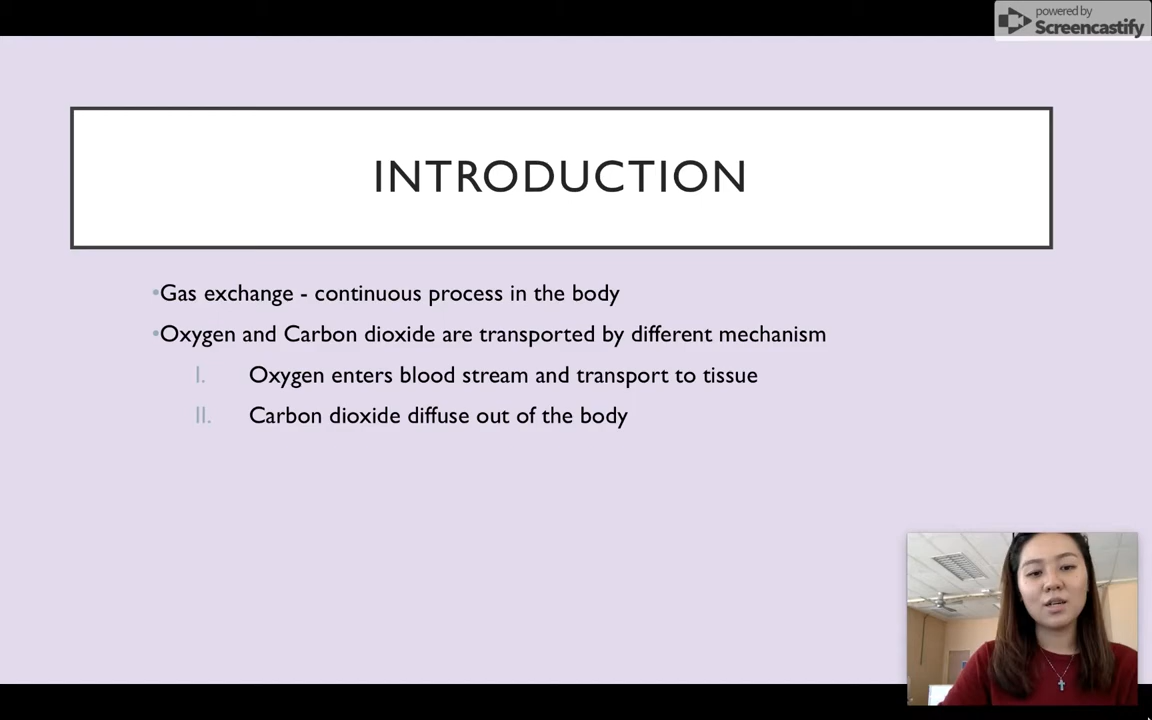 powered by
Screencastify
INTRODUCTION
•Gas exchange - continuous process in the body
•Oxygen and Carbon dioxide are transported by different mechanism
I. Oxygen enters blood stream and transport to tissue
II. Carbon dioxide diffuse out of the body